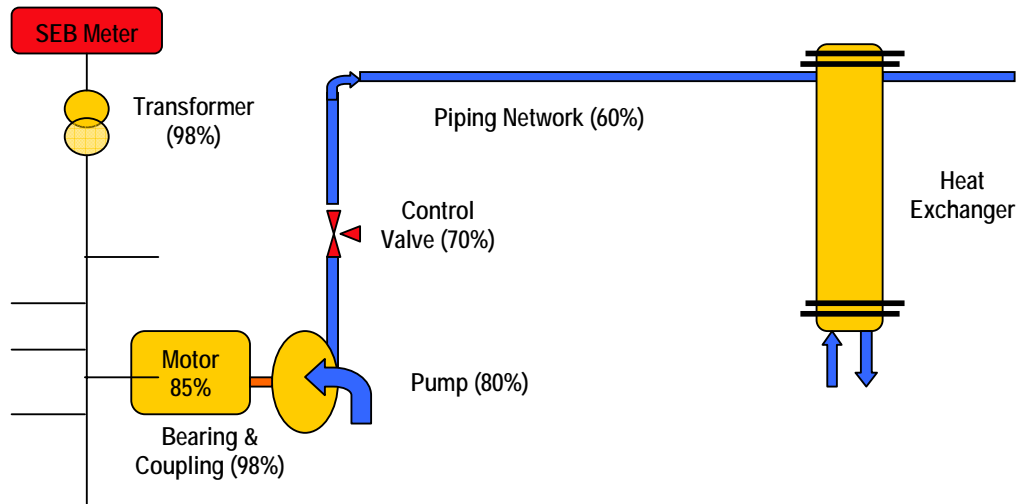 SEB Meter
Transformer
(98%)
Piping Network (60%)
Heat
Exchanger
Control
Valve (70%)
Motor
85%
Pump (80%)
Bearing &
Coupling (98%)